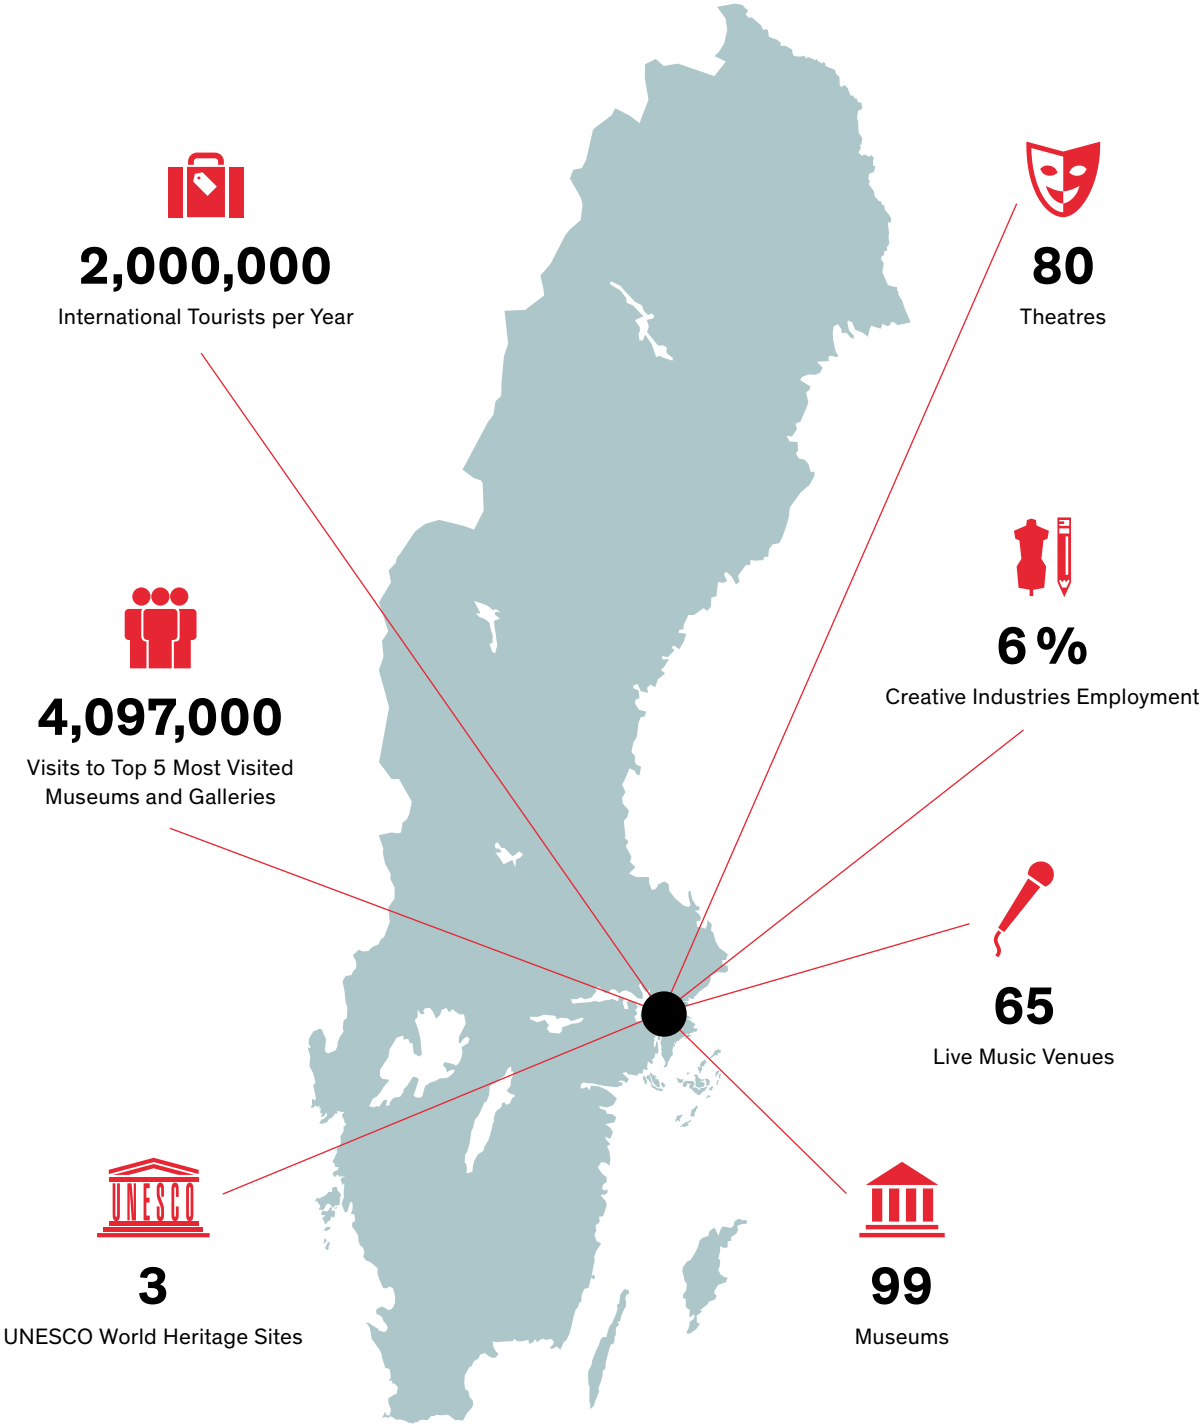 2,000,000
International Tourists per Year
80
Theatres
6 %
Creative Industries Employment
4,097,000
Visits to Top 5 Most Visited
Museums and Galleries
65
Live Music Venues
UNESCO
3
UNESCO World Heritage Sites
99
Museums